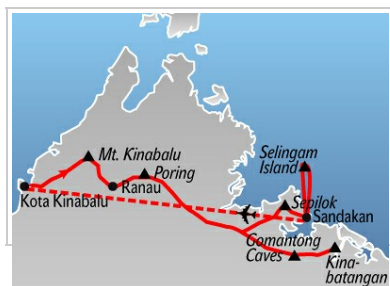 Mt. Kinabalu
Poring
Ranau
Kota Kinabalu
Selingam
Island
Sepilok
Sandakan
Gomantong
Caves
Kina-
batangan